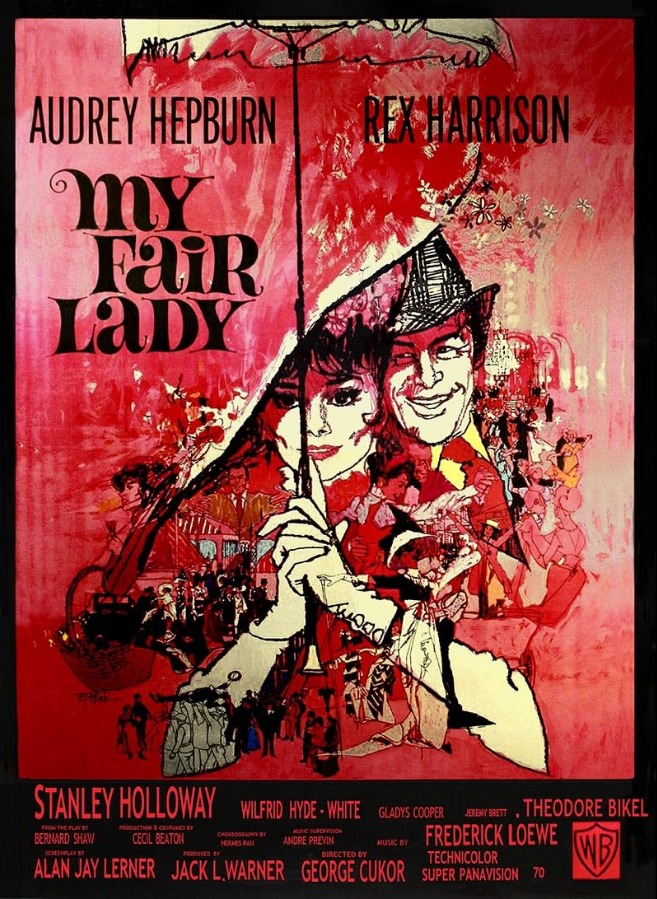 AUDREY HEPBURN REX HARRISON
MY
FAIR
LADY
STANLEY HOLLOWAY WILFRID HYDE-WHITE GLADYS COOPER JEREMY BRETT . THEODORE BIKEL
FROM THE PLAY BY
BERNARD SHAW
PRODUCTION & COSTUMES BY
CECIL BEATON
CHOREOGRAPHY BY
HERMES PAN
MUSIC SUPERVISION
ANDRE PREVIN
MUSIC BY FREDERICK LOEWE
SCREENPLAY BY
ALAN JAY LERNER
PRODUCED BY
JACK L.WARNER
DIRECTED BY
GEORGE CUKOR
TECHNICOLOR
SUPER PANAVISION 70
WB